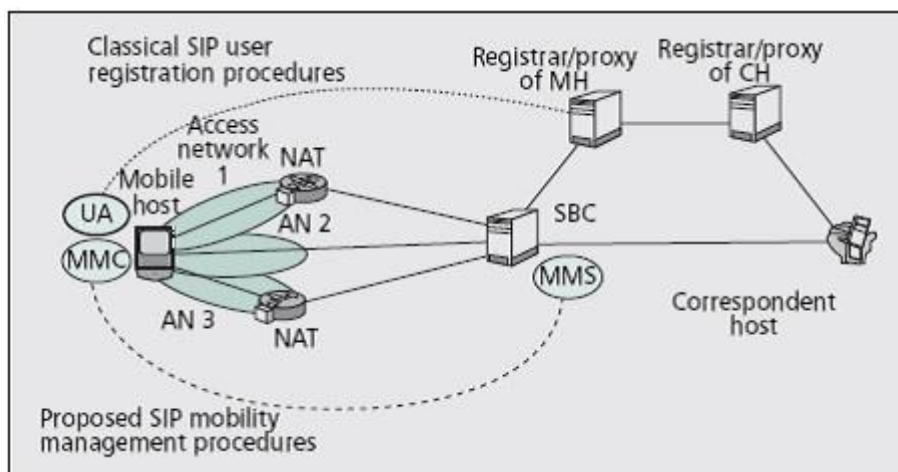 Classical SIP user
registration procedures
Registrar/proxy
of MH
Registrar/proxy
of CH
Access
network
1
NAT
Mobile
host
UA
AN 2
SBC
MMC
MMS
AN 3
NAT
Correspondent
host
Proposed SIP mobility
management procedures